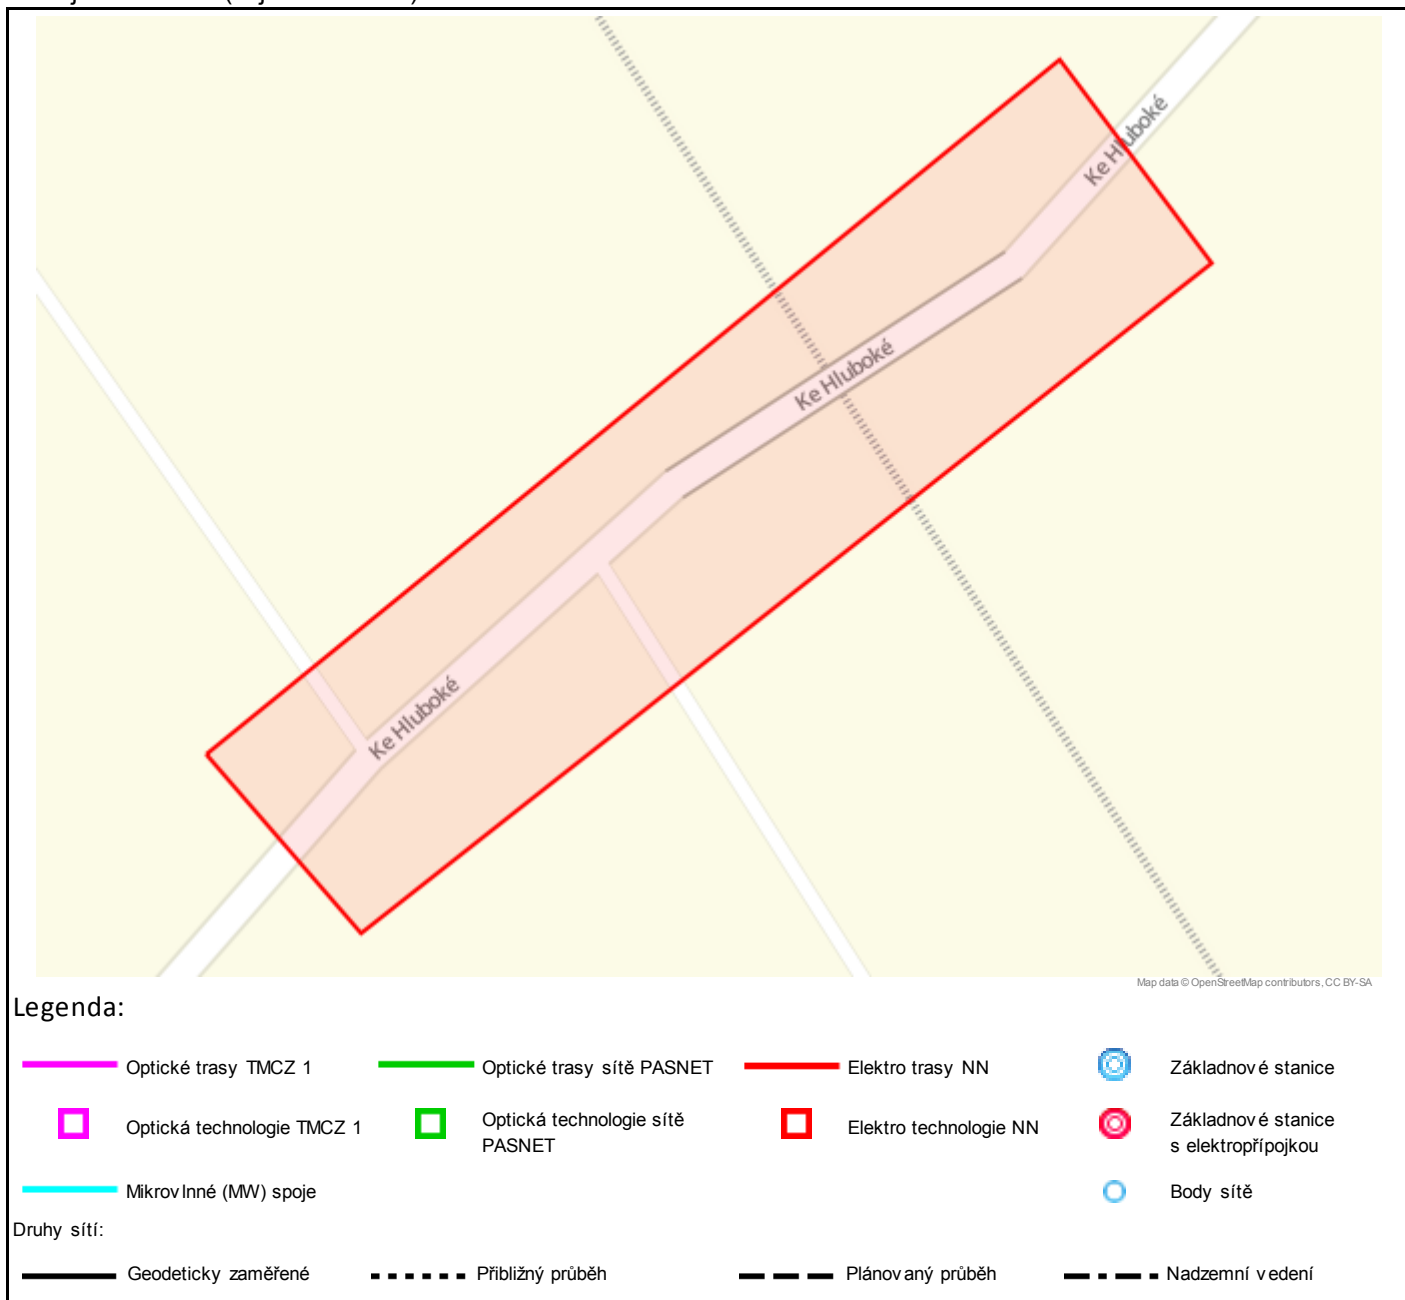 Ke Hluboké
Ke Hluboké
Ke Hluboké
Map data © OpenStreetMap contributors, CC BY-SA
Legenda:
Optické trasy TMCZ 1
Optické trasy sítě PASNET
Elektro trasy NN
Základnové stanice
Optická technologie TMCZ 1
Optická technologie sítě
PASNET
Elektro technologie NN
Základnové stanice
s elektropřípojkou
Mikrovlnné (MW) spoje
Body sítě
Druhy sítí:
Geodeticky zaměřené
Přibližný průběh
Plánovaný průběh
Nadzemní vedení